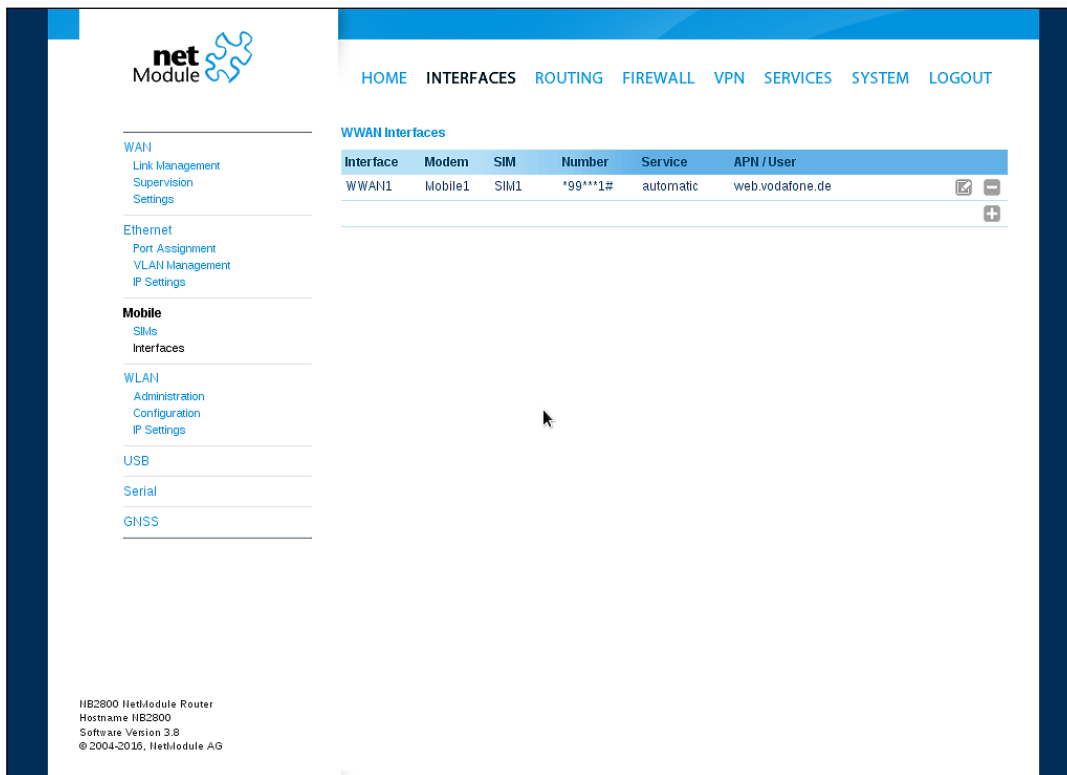 net
Module
HOME INTERFACES ROUTING FIREWALL VPN SERVICES SYSTEM LOGOUT
WAN
Link Management
Supervision
Settings
Ethernet
Port Assignment
VLAN Management
IP Settings
Mobile
SIMs
Interfaces
WLAN
Administration
Configuration
IP Settings
USB
Serial
GNSS
WWAN Interfaces
Interface Modem SIM Number Service APN / User
WWAN1 Mobile1 SIM1 *99***1# automatic web.vodafone.de
NB2800 NetModule Router
Hostname NB2800
Software Version 3.8
© 2004-2016, NetModule AG